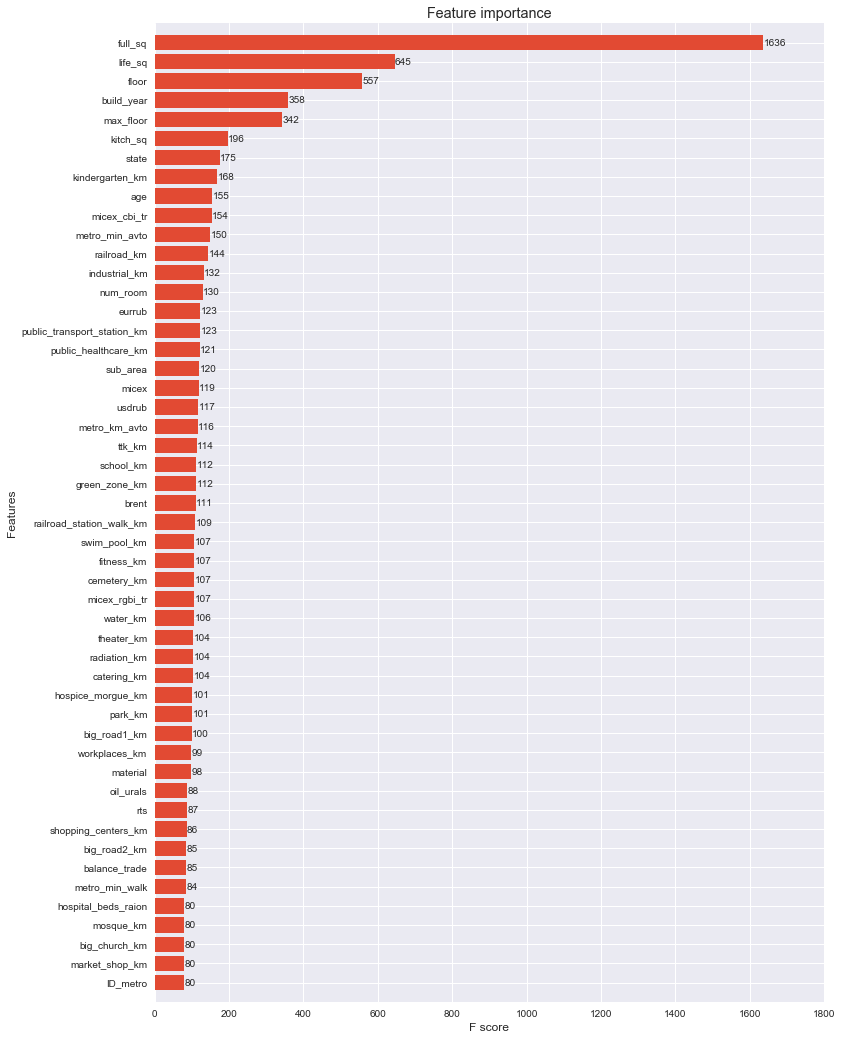 Feature importance
full_sq 1636
life_sq 645
floor 557
build_year 358
max_floor 342
kitch_sq 196
state 175
kindergarten_km 168
age 155
micex_cbi_tr 154
metro_min_avto 150
railroad_km 144
industrial_km 132
num_room 130
eurrub 123
public_transport_station_km 123
public_healthcare_km 121
sub_area 120
micex 119
usdrub 117
metro_km_avto 116
ttk_km 114
school_km 112
green_zone_km 112
brent 111
railroad_station_walk_km 109
swim_pool_km 107
fitness_km 107
cemetery_km 107
micex_rgbi_tr 107
water_km 106
theater_km 104
radiation_km 104
catering_km 104
hospice_morgue_km 101
park_km 101
big_road1_km 100
workplaces_km 99
material 98
oil_urals 88
rts 87
shopping_centers_km 86
big_road2_km 85
balance_trade 85
metro_min_walk 84
hospital_beds_raion 80
mosque_km 80
big_church_km 80
market_shop_km 80
ID_metro 80
0 200 400 600 800 1000 1200 1400 1600 1800
F score
Features